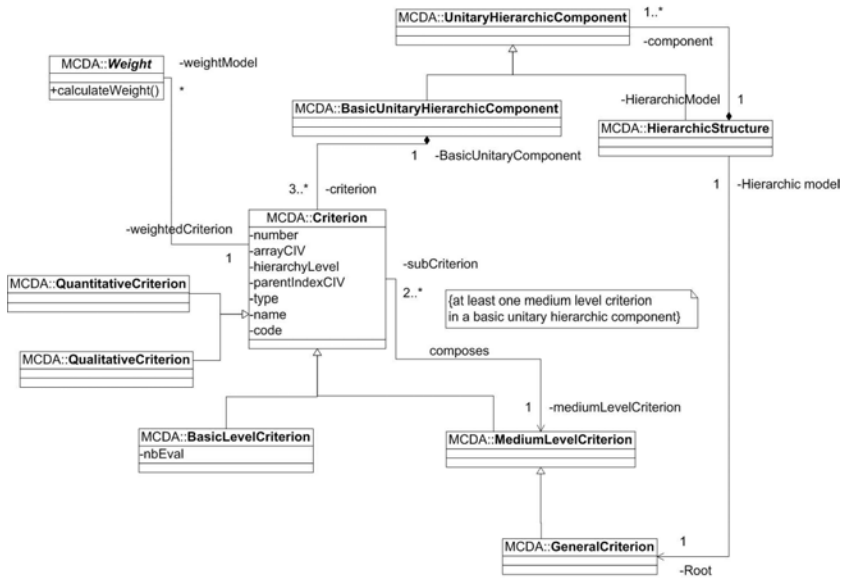 MCDA::UnitaryHierarchicComponent
1..*
-component
MCDA::Weight
-weightModel
+calculateWeight()
*
MCDA::BasicUnitaryHierarchicComponent
-HierarchicModel
1
MCDA::HierarchicStructure
1
-BasicUnitaryComponent
1
-Hierarchic model
3..*
-criterion
MCDA::Criterion
-number
-arrayCIV
-hierarchyLevel
-parentIndexCIV
-type
-name
-code
-weightedCriterion
1
-subCriterion
2..*
MCDA::QuantitativeCriterion
{at least one medium level criterion
in a basic unitary hierarchic component}
MCDA::QualitativeCriterion
composes
1
-mediumLevelCriterion
MCDA::BasicLevelCriterion
-nbEval
MCDA::MediumLevelCriterion
MCDA::GeneralCriterion
1
-Root